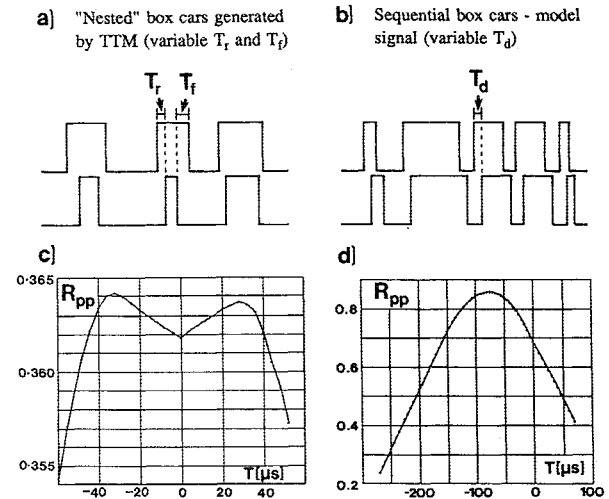 a) "Nested" box cars generated
by TTM (variable Tr and Tf)
b) Sequential box cars - model
signal (variable Td)
Tr Tf
Td
c)
0·365
Rpp
0·360
0·355
T[µs]
-40 -20 0 20 40
d)
Rpp
0.8
0.6
0.4
0.2
T[µs]
-200 -100 0 100